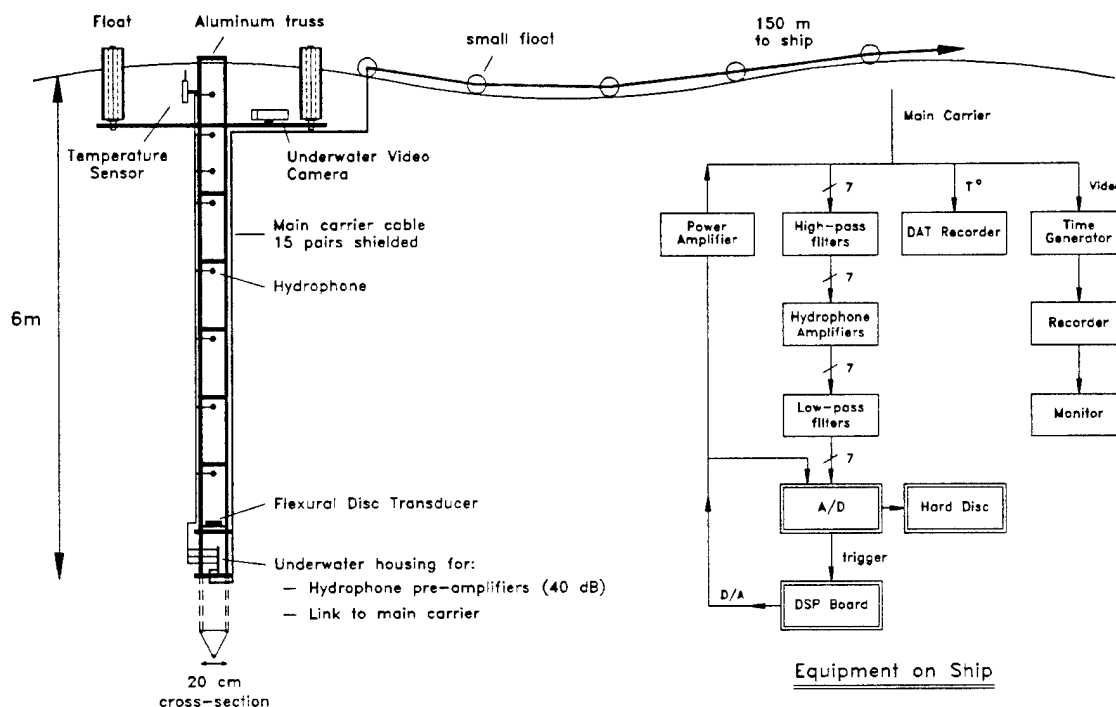 Float
Aluminum truss
small float
150 m
to ship
Temperature
Sensor
Underwater Video
Camera
Main carrier cable
15 pairs shielded
Hydrophone
6m
Flexural Disc Transducer
Underwater housing for:
— Hydrophone pre-amplifiers (40 dB)
— Link to main carrier
20 cm
cross-section
Main Carrier
7
T°
Video
Power
Amplifier
High-pass
filters
DAT Recorder
Time
Generator
7
Hydrophone
Amplifiers
Recorder
7
Low-pass
filters
Monitor
7
A/D
Hard Disc
trigger
D/A
DSP Board
Equipment on Ship